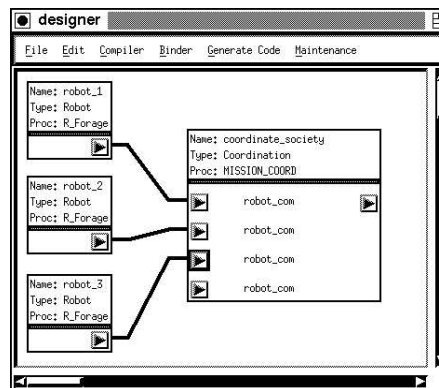 designer
File Edit Compiler Binder Generate Code Maintenance
Name: robot_1
Type: Robot
Proc: R_Forage
Name: robot_2
Type: Robot
Proc: R_Forage
Name: robot_3
Type: Robot
Proc: R_Forage
Name: coordinate_society
Type: Coordination
Proc: MISSION_COORD
robot_com
robot_com
robot_com
robot_com